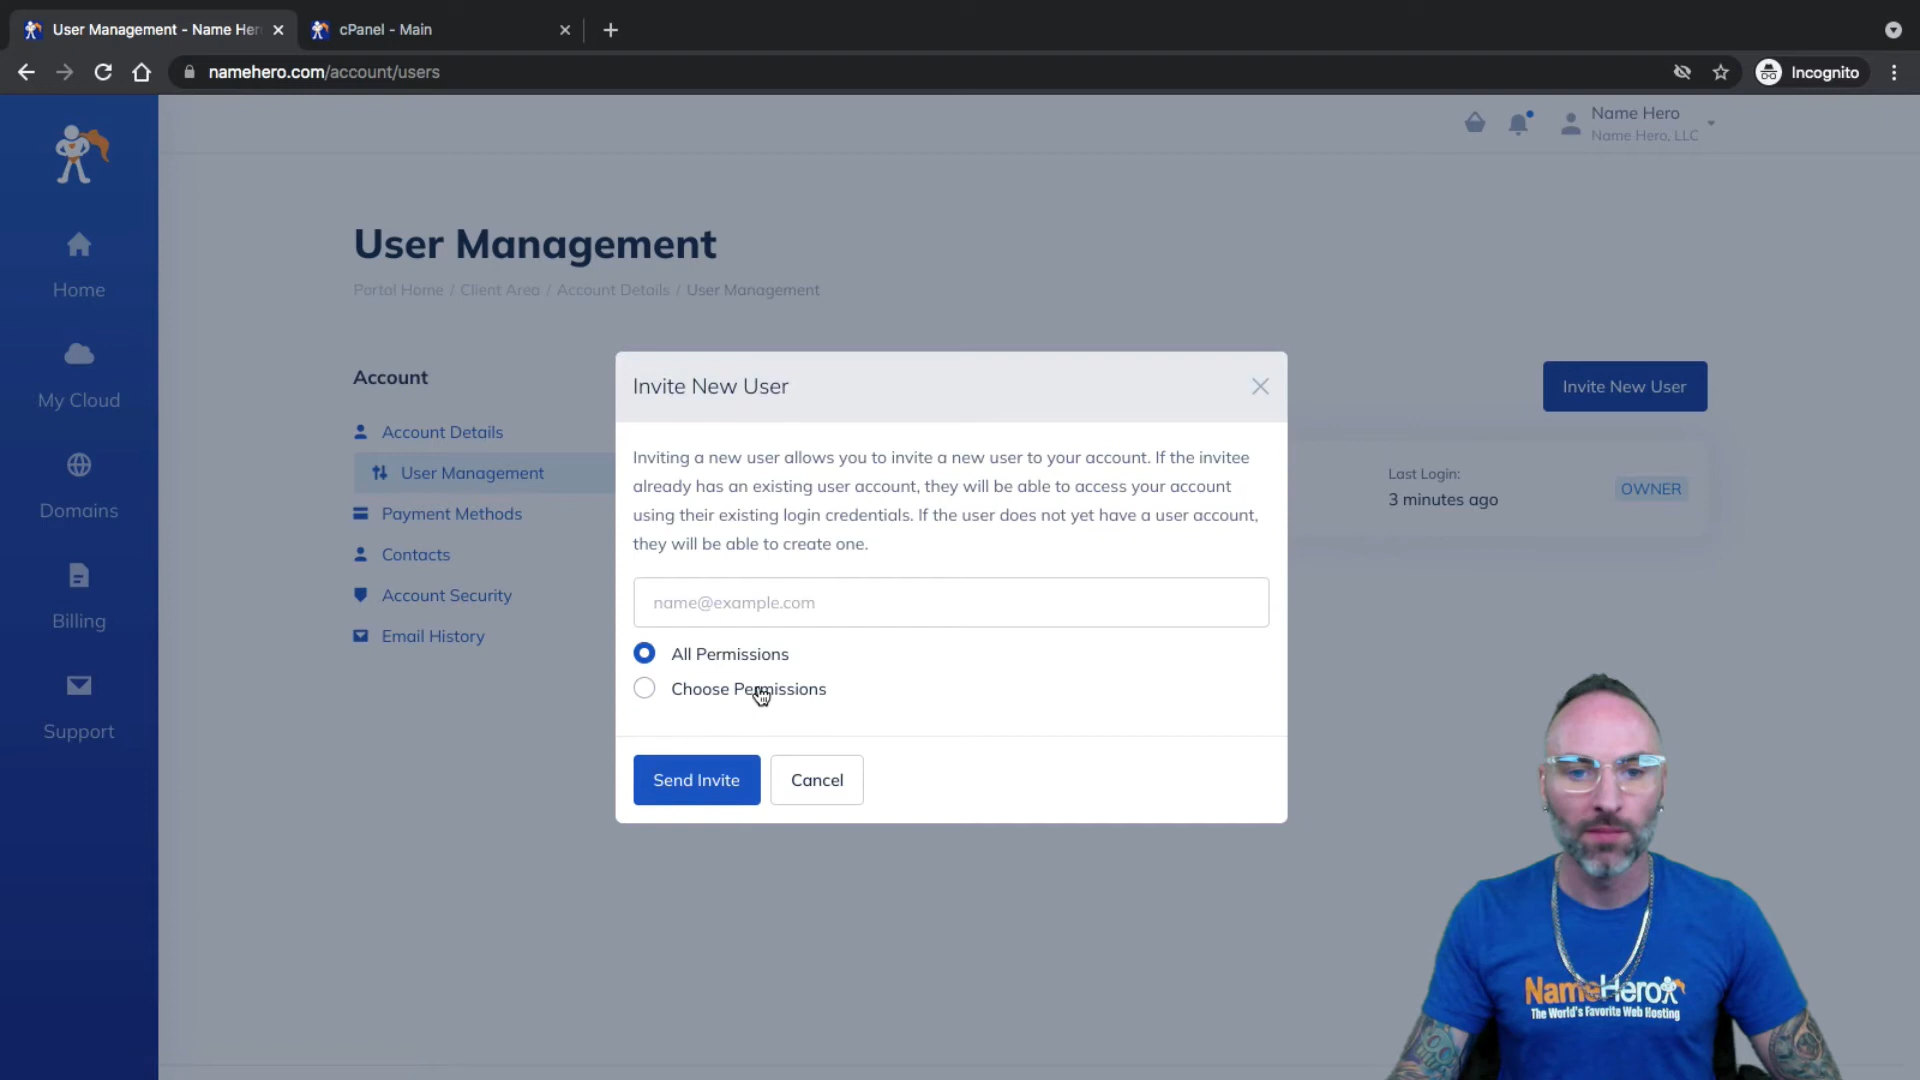 User Management - Name Her
cPanel - Main
namehero.com/account/users
Incognito
Name Hero
Name Hero, LLC
Home
My Cloud
Domains
Billing
Support
User Management
Portal Home / Client Area / Account Details / User Management
Account
Account Details
User Management
Payment Methods
Contacts
Account Security
Email History
Invite New User
Last Login:
3 minutes ago
OWNER
Invite New User
Inviting a new user allows you to invite a new user to your account. If the invitee
already has an existing user account, they will be able to access your account
using their existing login credentials. If the user does not yet have a user account,
they will be able to create one.
name@example.com
All Permissions
Choose Permissions
Send Invite
Cancel
NameHero
The World's Favorite Web Hosting